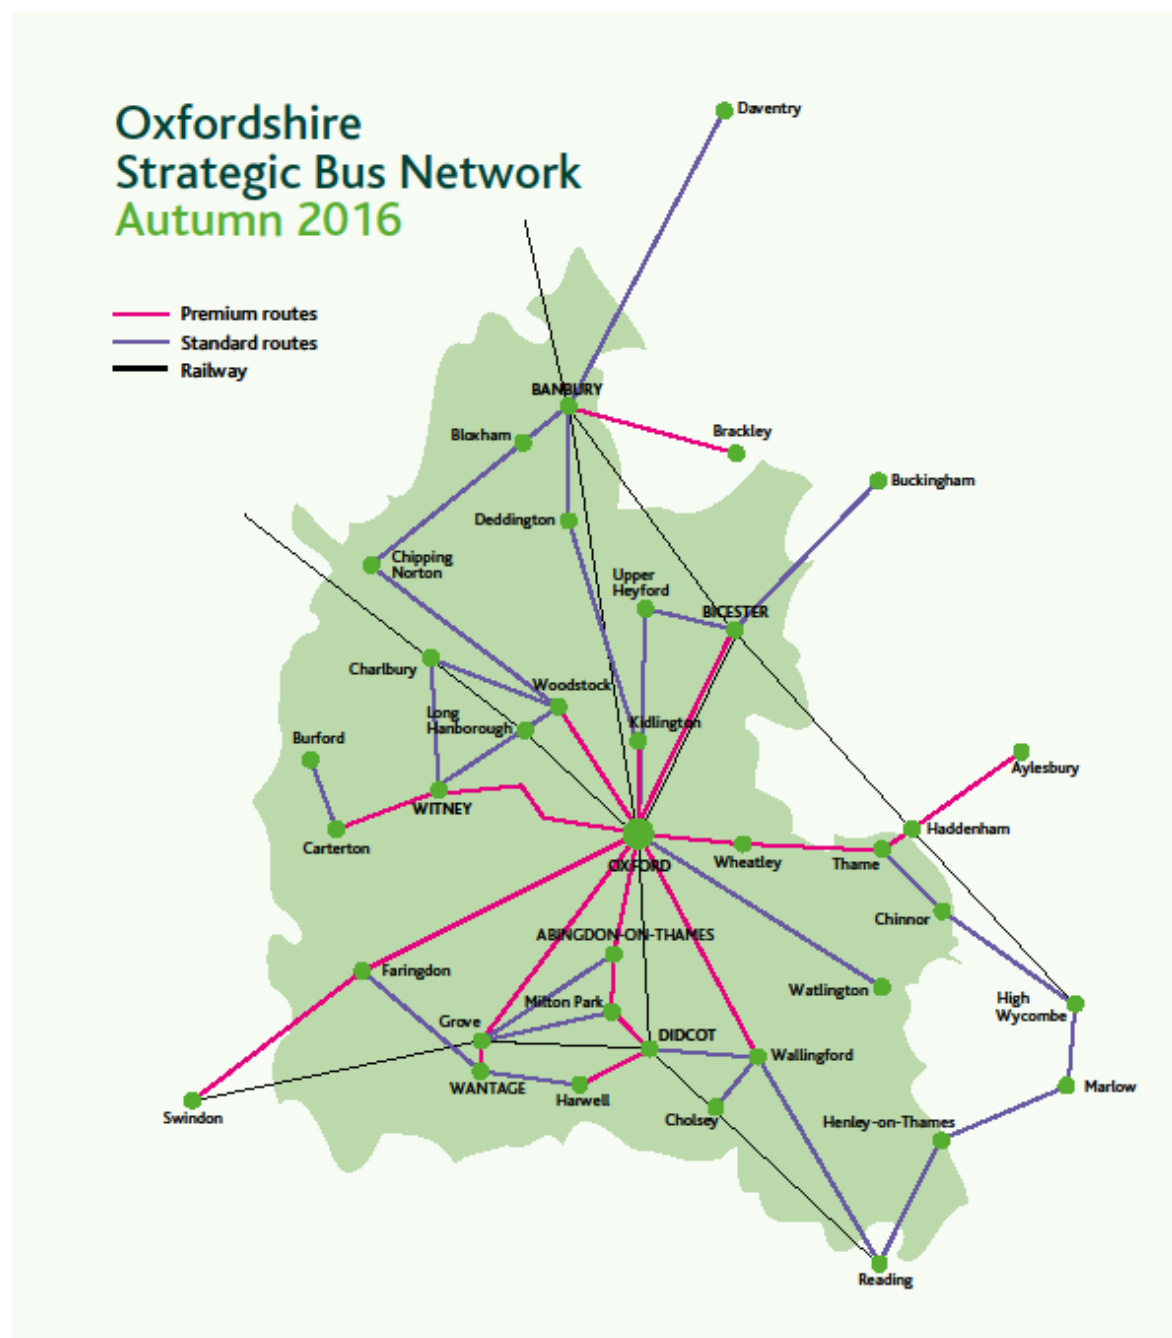 Oxfordshire
Strategic Bus Network
Autumn 2016
Premium routes
Standard routes
Railway
Daventry
BANBURY
Bloxham
Brackley
Buckingham
Deddington
Chipping
Norton
Upper
Heyford
BICESTER
Charlbury
Woodstock
Long
Hanborough
Kidlington
Burford
Aylesbury
WITNEY
Carterton
Haddenham
OXFORD
Wheatley
Thame
Chinnor
ABINGDON-ON-THAMES
Faringdon
Watlington
Milton Park
High
Wycombe
Grove
DIDCOT
Wallingford
WANTAGE
Harwell
Marlow
Swindon
Cholsey
Henley-on-Thames
Reading